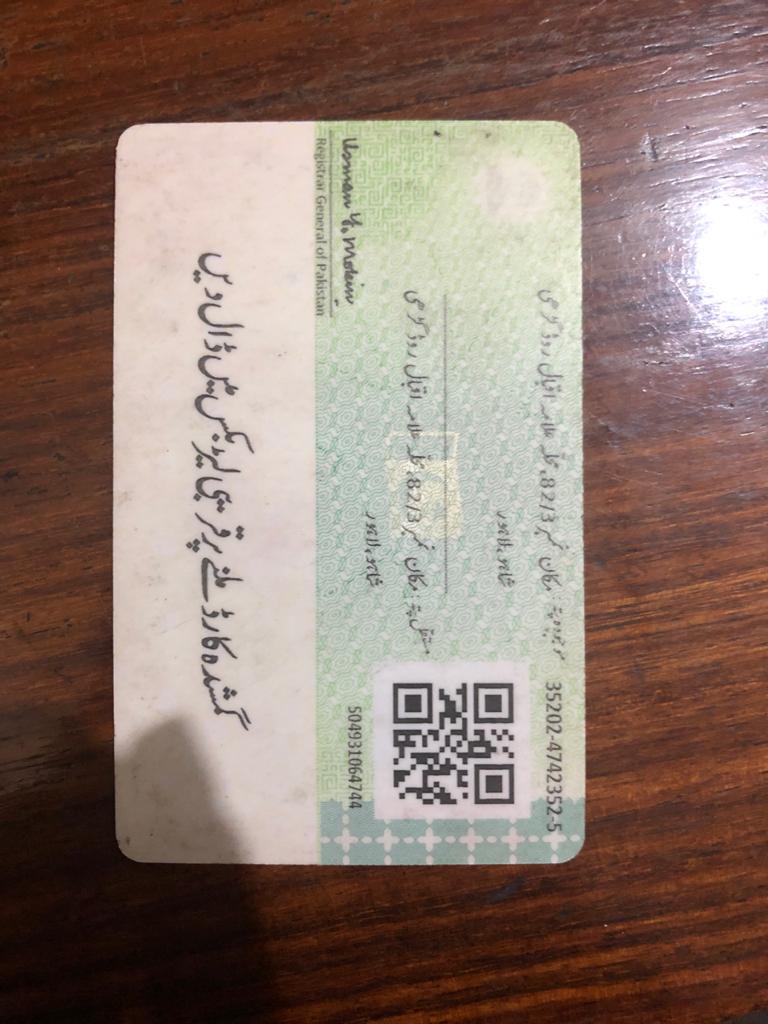 35202-4742352-5
موجودہ پتہ: مکان نمبر 82/3، محلہ علامہ اقبال روڈ گڑھی
شاہو، لاہور
مستقل پتہ: مکان نمبر 82/3، محلہ علامہ اقبال روڈ گڑھی
شاہو، لاہور
504931064744
Usman Y. Mobin
Registrar General of Pakistan
گمشدہ کارڈ ملنے پر قریبی لیٹر بکس میں ڈال دیں